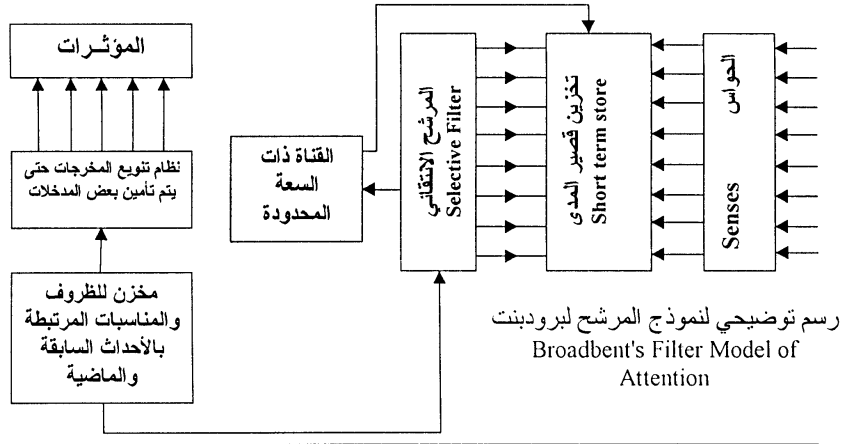 المؤثـرات
نظام تنويع المخرجات حتى
يتم تأمين بعض المدخلات
مخزن للظروف
والمناسبات المرتبطة
بالأحداث السابقة
والماضية
القناة ذات
السعة
المحدودة
المرشح الانتقائي
Selective Filter
تخزين قصير المدى
Short term store
الحواس
Senses
رسم توضيحي لنموذج المرشح لبرودبنت
Broadbent's Filter Model of
Attention